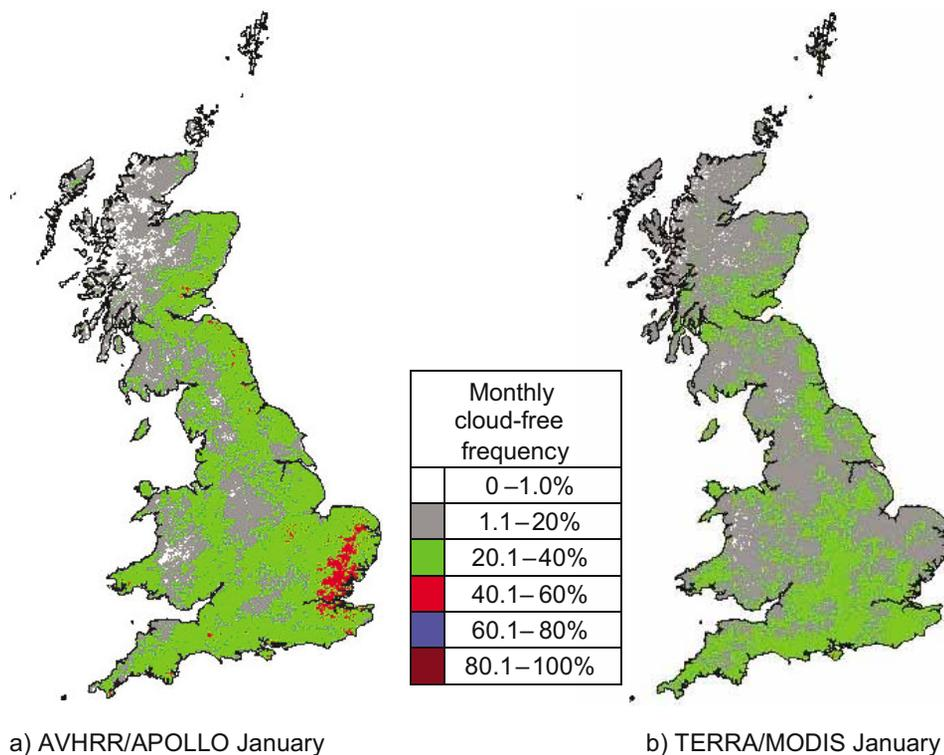 Monthly
cloud-free
frequency
0–1.0%
1.1–20%
20.1–40%
40.1–60%
60.1–80%
80.1–100%
a) AVHRR/APOLLO January
b) TERRA/MODIS January